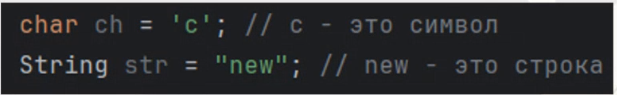 char ch = 'c'; // c - это символ
String str = "new"; // new - это строка